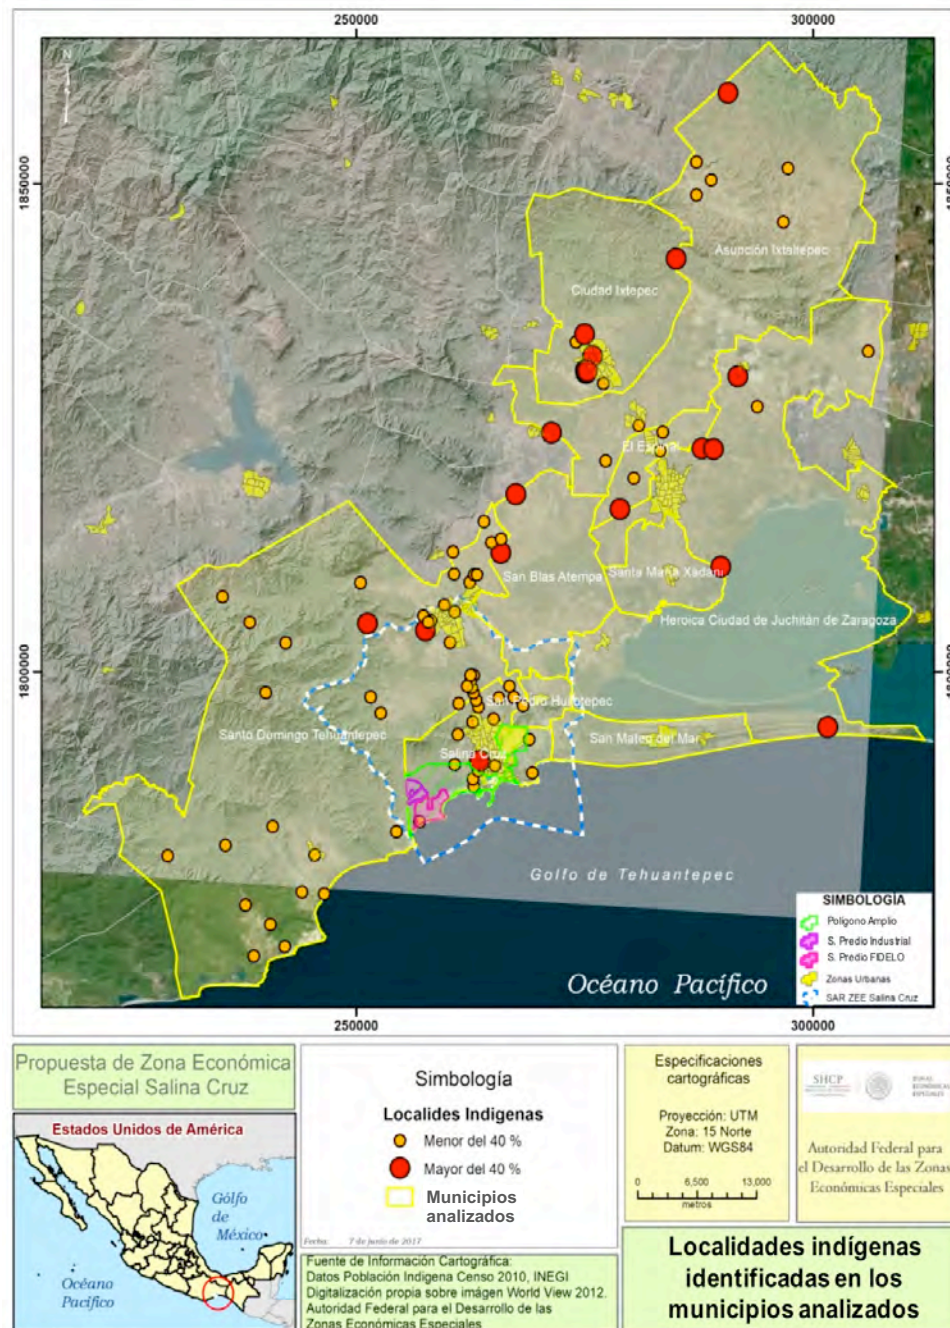 250000
300000
N
1850000
1850000
Asunción Ixtaltepec
Ciudad Ixtepec
El Espinal
San Blas Atempa
Santa María Xadani
Heroica Ciudad de Juchitán de Zaragoza
1800000
1800000
San Pedro Huilotepec
Santo Domingo Tehuantepec
San Mateo del Mar
Salina Cruz
Golfo de Tehuantepec
SIMBOLOGÍA
Polígono Amplio
S. Predio Industrial
S. Predio FIDELO
Zonas Urbanas
SAR ZEE Salina Cruz
Océano Pacífico
250000
300000
Propuesta de Zona Económica
Especial Salina Cruz
Estados Unidos de América
Gólfo
de
México
Océano
Pacífico
Simbología
Localides Indigenas
Menor del 40 %
Mayor del 40 %
Municipios
analizados
Fecha: 7 de junio de 2017
Fuente de Información Cartográfica:
Datos Población Indigena Censo 2010, INEGI
Digitalización propia sobre imágen World View 2012.
Autoridad Federal para el Desarrollo de las
Zonas Económicas Especiales
Especificaciones
cartográficas
Proyección: UTM
Zona: 15 Norte
Datum: WGS84
0 6,500 13,000
metros
SHCP
ZONAS
ECONÓMICAS
ESPECIALES
Autoridad Federal para
el Desarrollo de las Zonas
Económicas Especiales
Localidades indígenas
identificadas en los
municipios analizados